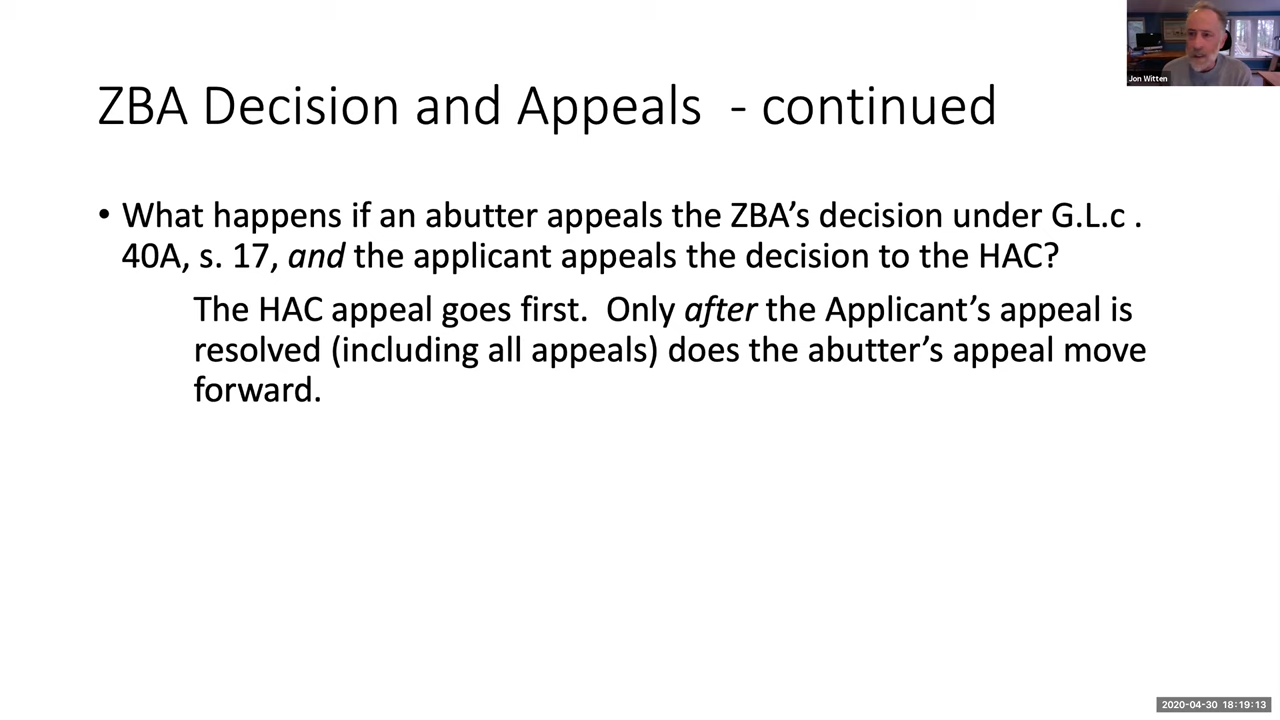 Jon Witten
ZBA Decision and Appeals - continued
• What happens if an abutter appeals the ZBA’s decision under G.L.c .
40A, s. 17, and the applicant appeals the decision to the HAC?
The HAC appeal goes first. Only after the Applicant’s appeal is
resolved (including all appeals) does the abutter’s appeal move
forward.
2020-04-30 18:19:13